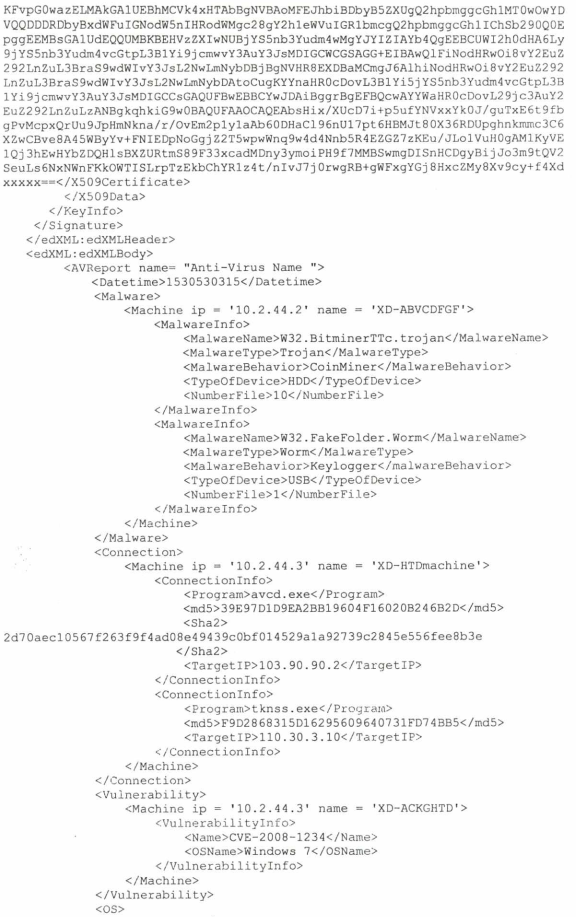 KFvpG0wazELMAkGA1UEBhMCVk4xHTAbBgNVBAoMFEJhbiBDbyB5ZXUgQ2hpbmggcGh1MT0wOwYD
VQQDDDRDbyBxdWFuIGNodW5nIHRodWMgc28gY2h1eWVuIGR1bmcgQ2hpbmggcGh1IChSb290Q0E
pggEEMBsGA1UdEQQUMBKBEHVzZXIwNUBjYS5nb3Yudm4wMgYJYIZIAYb4QgEEBCUWI2h0dHA6Ly
9jYS5nb3Yudm4vcGtpL3B1Yi9jcmwvY3AuY3JsMDIGCWCGSAGG+EIBAwQlFiNodHRwOi8vY2EuZ
292LnZuL3BraS9wdWIvY3JsL2NwLmNybDBjBgNVHR8EXDBaMCmgJ6AlhiNodHRwOi8vY2EuZ292
LnZuL3BraS9wdWIvY3JsL2NwLmNybDAtoCugKYYnaHR0cDovL3B1Yi5jYS5nb3Yudm4vcGtpL3B
1Yi9jcmwvY3AuY3JsMDIGCCsGAQUFBwEBBCYwJDAiBggrBgEFBQcwAYYWaHR0cDovL29jc3AuY2
EuZ292LnZuLzANBgkqhkiG9w0BAQUFAAOCAQEAbsHix/XUcD7i+p5ufYNVxxYk0J/guTxE6t9fb
gPvMcpxQrUu9JpHmNkna/r/OvEm2plylaAb60DHaCl96nU17pt6HBMJt80X36RDUpghnkmmc3C6
XZwCBve8A45WByYv+FNIEDpNoGgjZ2T5wpwWnq9w4d4Nnb5R4EZGZ7zKEu/JLo1VuH0gAM1KyVE
1Qj3hEwHYbZDQH1sBXZURtmS89F33xcadMDny3ymoiPH9f7MMBSwmgDISnHCDgyBijJo3m9tQV2
SeuLs6NxNWnFKkOWTISLrpTzEkbChYR1z4t/nIvJ7j0rwgRB+gWFxgYGj8HxcZMy8Xv9cy+f4Xd
xxxxx==</X509Certificate>
</X509Data>
</KeyInfo>
</Signature>
</edXML:edXMLHeader>
<edXML:edXMLBody>
<AVReport name= "Anti-Virus Name ">
<Datetime>1530530315</Datetime>
<Malware>
<Machine ip = '10.2.44.2' name = 'XD-ABVCDFGF'>
<MalwareInfo>
<MalwareName>W32.BitminerTTc.trojan</MalwareName>
<MalwareType>Trojan</MalwareType>
<MalwareBehavior>CoinMiner</MalwareBehavior>
<TypeOfDevice>HDD</TypeOfDevice>
<NumberFile>10</NumberFile>
</MalwareInfo>
<MalwareInfo>
<MalwareName>W32.FakeFolder.Worm</MalwareName>
<MalwareType>Worm</MalwareType>
<MalwareBehavior>Keylogger</malwareBehavior>
<TypeOfDevice>USB</TypeOfDevice>
<NumberFile>1</NumberFile>
</MalwareInfo>
</Machine>
</Malware>
<Connection>
<Machine ip = '10.2.44.3' name = 'XD-HTDmachine'>
<ConnectionInfo>
<Program>avcd.exe</Program>
<md5>39E97D1D9EA2BB19604F16020B246B2D</md5>
<Sha2>
2d70aec10567f263f9f4ad08e49439c0bf014529a1a92739c2845e556fee8b3e
</Sha2>
<TargetIP>103.90.90.2</TargetIP>
</ConnectionInfo>
<ConnectionInfo>
<Program>tknss.exe</Program>
<md5>F9D2868315D16295609640731FD74BB5</md5>
<TargetIP>110.30.3.10</TargetIP>
</ConnectionInfo>
</Machine>
</Connection>
<Vulnerability>
<Machine ip = '10.2.44.3' name = 'XD-ACKGHTD'>
<VulnerabilityInfo>
<Name>CVE-2008-1234</Name>
<OSName>Windows 7</OSName>
</VulnerabilityInfo>
</Machine>
</Vulnerability>
<OS>